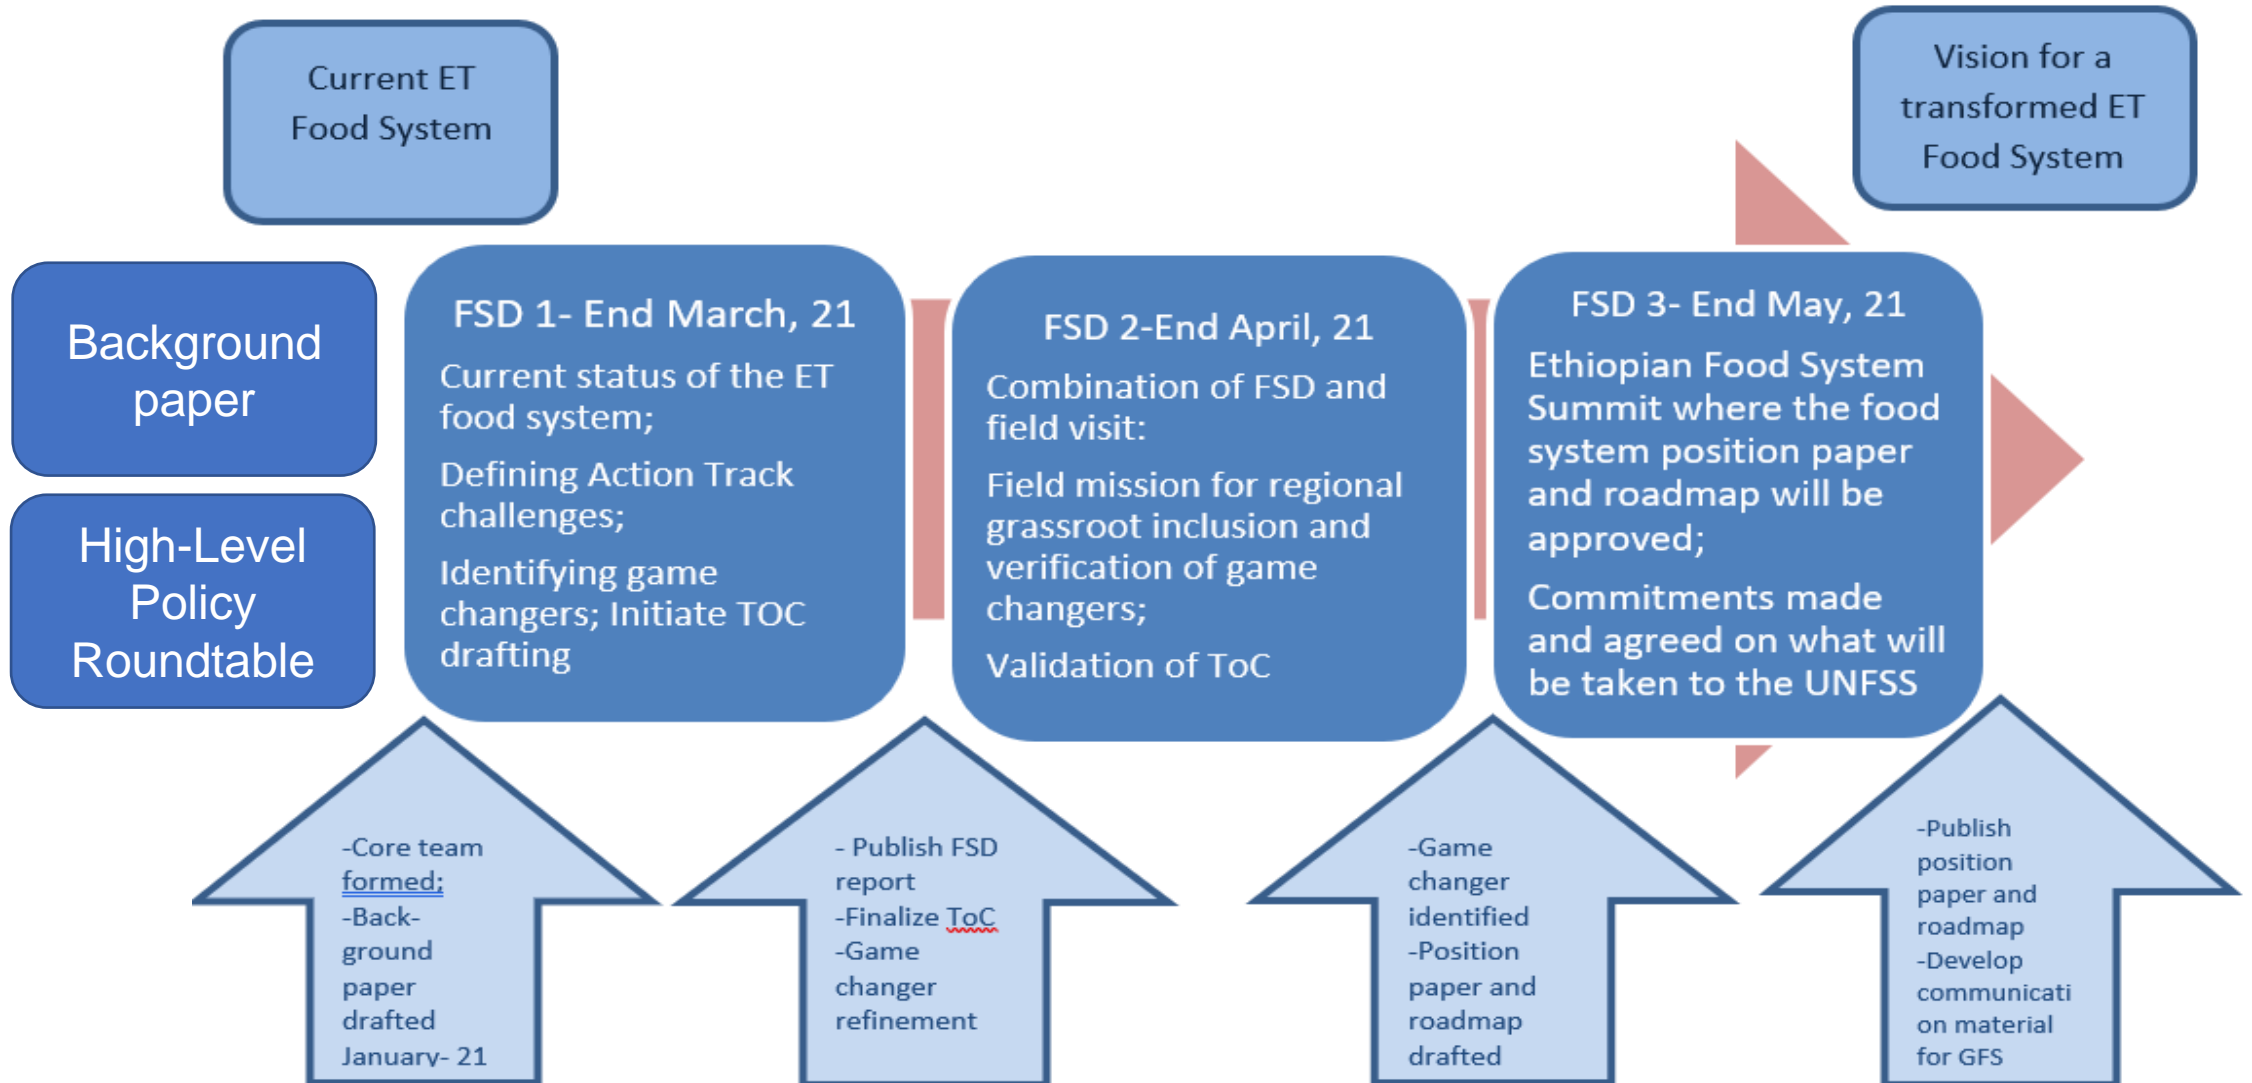 Current ET
Food System
Vision for a
transformed ET
Food System
Background
paper
High-Level
Policy
Roundtable
FSD 1- End March, 21
Current status of the ET
food system;
Defining Action Track
challenges;
Identifying game
changers; Initiate TOC
drafting
FSD 2-End April, 21
Combination of FSD and
field visit:
Field mission for regional
grassroot inclusion and
verification of game
changers;
Validation of ToC
FSD 3- End May, 21
Ethiopian Food System
Summit where the food
system position paper
and roadmap will be
approved;
Commitments made
and agreed on what will
be taken to the UNFSS
-Core team
formed;
-Back-
ground
paper
drafted
January- 21
- Publish FSD
report
-Finalize ToC
-Game
changer
refinement
-Game
changer
identified
-Position
paper and
roadmap
drafted
-Publish
position
paper and
roadmap
-Develop
communicati
on material
for GFS